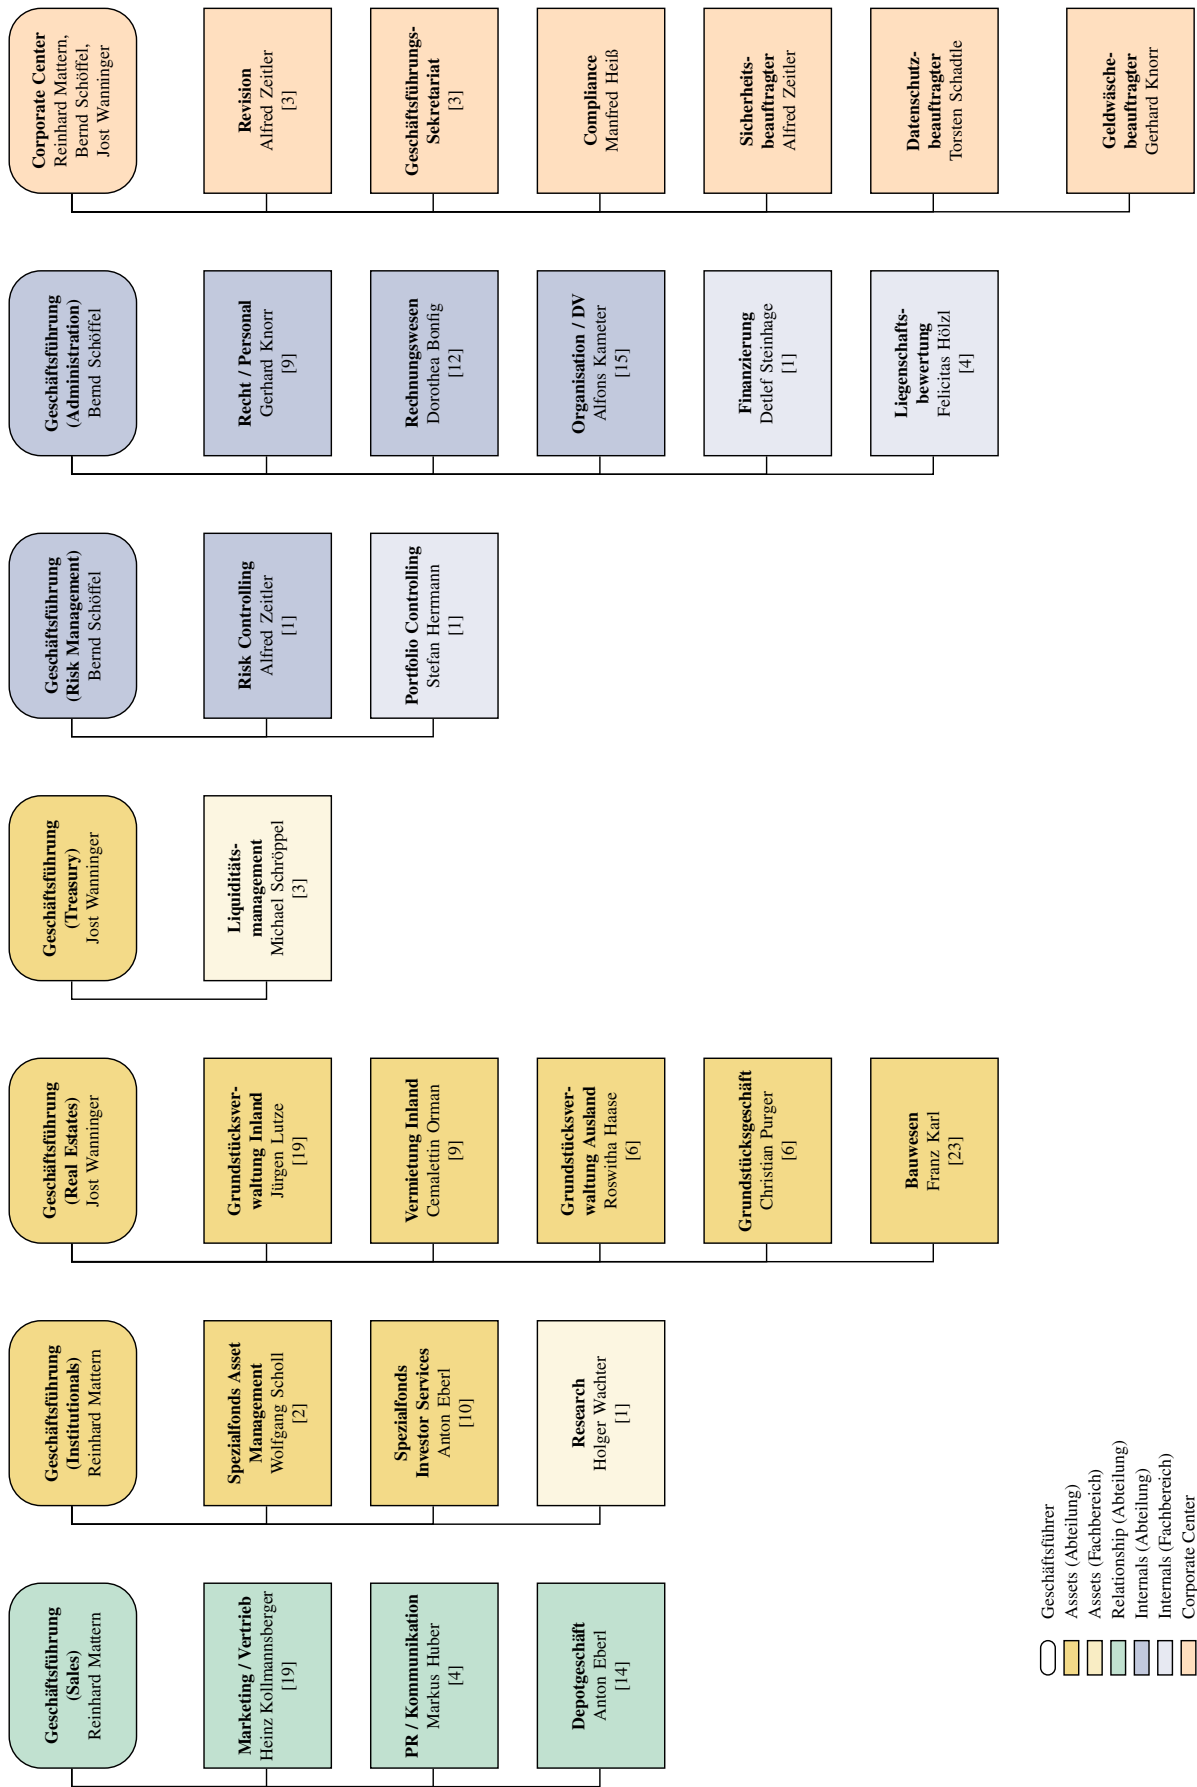 Geschäftsführung
(Sales)
Reinhard Mattern
Marketing / Vertrieb
Heinz Kollmannsberger
[19]
PR / Kommunikation
Markus Huber
[4]
Depotgeschäft
Anton Eberl
[14]
Geschäftsführung
(Institutionals)
Reinhard Mattern
Spezialfonds Asset
Management
Wolfgang Scholl
[2]
Spezialfonds
Investor Services
Anton Eberl
[10]
Research
Holger Wachter
[1]
Geschäftsführung
(Real Estates)
Jost Wanninger
Grundstücksver-
waltung Inland
Jürgen Lutze
[19]
Vermietung Inland
Cemalettin Orman
[9]
Grundstücksver-
waltung Ausland
Roswitha Haase
[6]
Grundstücksgeschäft
Christian Purger
[6]
Bauwesen
Franz Karl
[23]
Geschäftsführung
(Treasury)
Jost Wanninger
Liquiditäts-
management
Michael Schröppel
[3]
Geschäftsführung
(Risk Management)
Bernd Schöffel
Risk Controlling
Alfred Zeitler
[1]
Portfolio Controlling
Stefan Herrmann
[1]
Geschäftsführung
(Administration)
Bernd Schöffel
Recht / Personal
Gerhard Knorr
[9]
Rechnungswesen
Dorothea Bonfig
[12]
Organisation / DV
Alfons Kameter
[15]
Finanzierung
Detlef Steinhage
[1]
Liegenschafts-
bewertung
Felicitas Hölzl
[4]
Corporate Center
Reinhard Mattern,
Bernd Schöffel,
Jost Wanninger
Revision
Alfred Zeitler
[3]
Geschäftsführungs-
Sekretariat
[3]
Compliance
Manfred Heiß
Sicherheits-
beauftragter
Alfred Zeitler
Datenschutz-
beauftragter
Torsten Schadtle
Geldwäsche-
beauftragter
Gerhard Knorr
Geschäftsführer
Assets (Abteilung)
Assets (Fachbereich)
Relationship (Abteilung)
Internals (Abteilung)
Internals (Fachbereich)
Corporate Center